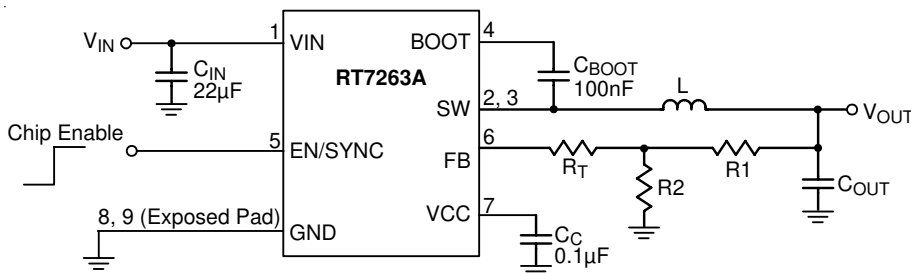 VIN
1
VIN
BOOT
4
CIN
22µF
RT7263A
CBOOT
100nF
L
SW
2, 3
VOUT
Chip Enable
5
EN/SYNC
FB
6
RT
R1
R2
COUT
8, 9 (Exposed Pad)
GND
VCC
7
CC
0.1µF